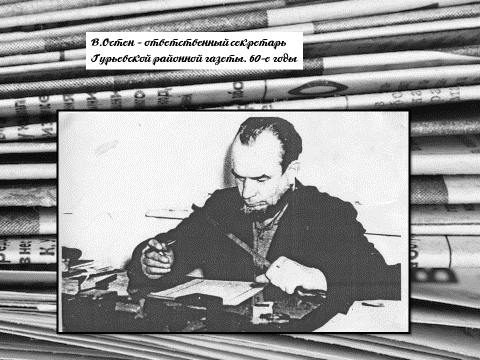 В.Остен - ответственный секретарь
Гурьевской районной газеты. 60-е годы